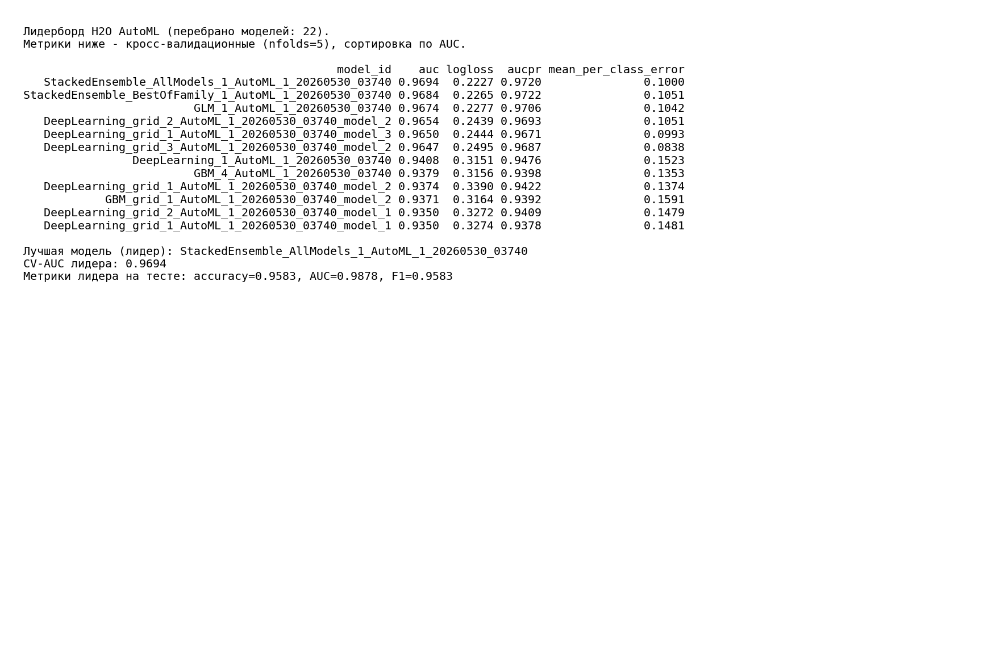 Лидерборд H2O AutoML (перебрано моделей: 22).
Метрики ниже - кросс-валидационные (nfolds=5), сортировка по AUC.
model_id auc logloss aucpr mean_per_class_error
StackedEnsemble_AllModels_1_AutoML_1_20260530_03740 0.9694 0.2227 0.9720 0.1000
StackedEnsemble_BestOfFamily_1_AutoML_1_20260530_03740 0.9684 0.2265 0.9722 0.1051
GLM_1_AutoML_1_20260530_03740 0.9674 0.2277 0.9706 0.1042
DeepLearning_grid_2_AutoML_1_20260530_03740_model_2 0.9654 0.2439 0.9693 0.1051
DeepLearning_grid_1_AutoML_1_20260530_03740_model_3 0.9650 0.2444 0.9671 0.0993
DeepLearning_grid_3_AutoML_1_20260530_03740_model_2 0.9647 0.2495 0.9687 0.0838
DeepLearning_1_AutoML_1_20260530_03740 0.9408 0.3151 0.9476 0.1523
GBM_4_AutoML_1_20260530_03740 0.9379 0.3156 0.9398 0.1353
DeepLearning_grid_1_AutoML_1_20260530_03740_model_2 0.9374 0.3390 0.9422 0.1374
GBM_grid_1_AutoML_1_20260530_03740_model_2 0.9371 0.3164 0.9392 0.1591
DeepLearning_grid_2_AutoML_1_20260530_03740_model_1 0.9350 0.3272 0.9409 0.1479
DeepLearning_grid_1_AutoML_1_20260530_03740_model_1 0.9350 0.3274 0.9378 0.1481
Лучшая модель (лидер): StackedEnsemble_AllModels_1_AutoML_1_20260530_03740
CV-AUC лидера: 0.9694
Метрики лидера на тесте: accuracy=0.9583, AUC=0.9878, F1=0.9583